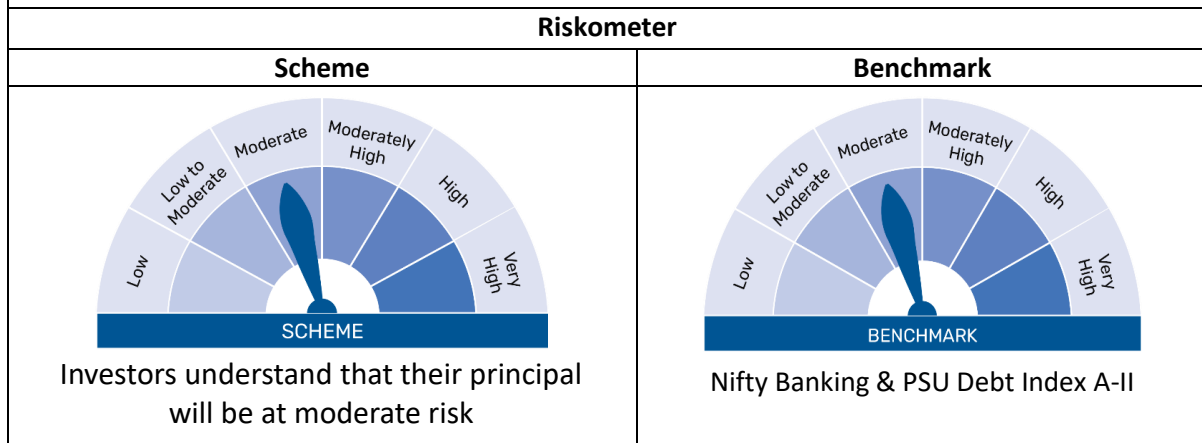 Riskometer
Scheme
Benchmark
Low
Low to
Moderate
Moderate
Moderately
High
High
Very
High
SCHEME
Investors understand that their principal
will be at moderate risk
Low
Low to
Moderate
Moderate
Moderately
High
High
Very
High
BENCHMARK
Nifty Banking & PSU Debt Index A-II